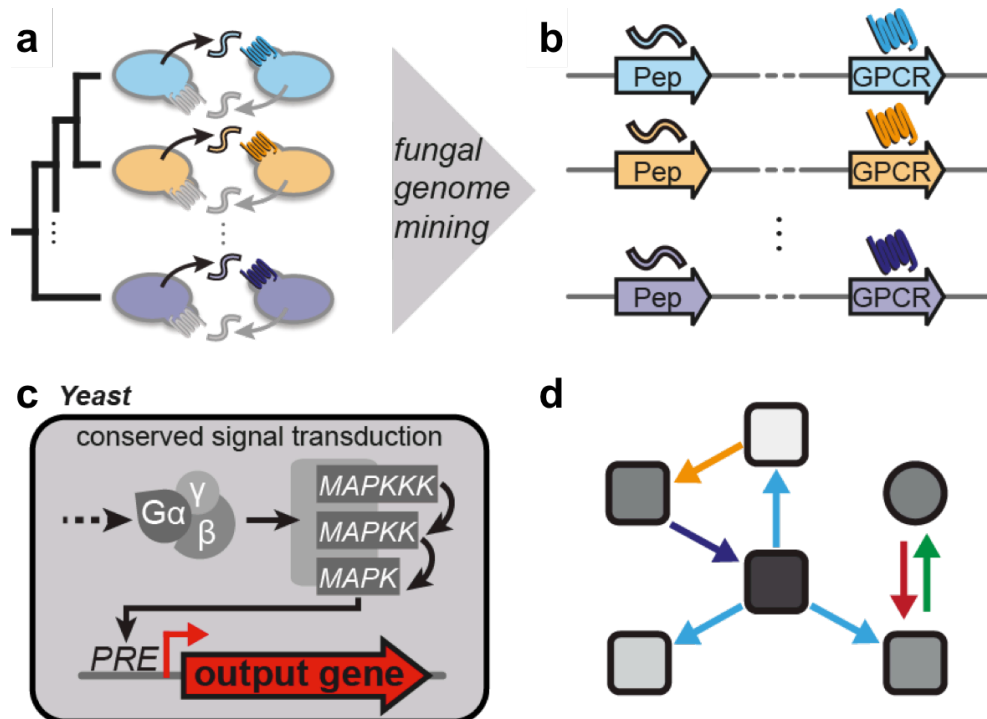 a
fungal
genome
mining
b
Pep
GPCR
Pep
GPCR
Pep
GPCR
c
Yeast
conserved signal transduction
Gα
γ
β
MAPKKK
MAPKK
MAPK
PRE
output gene
d